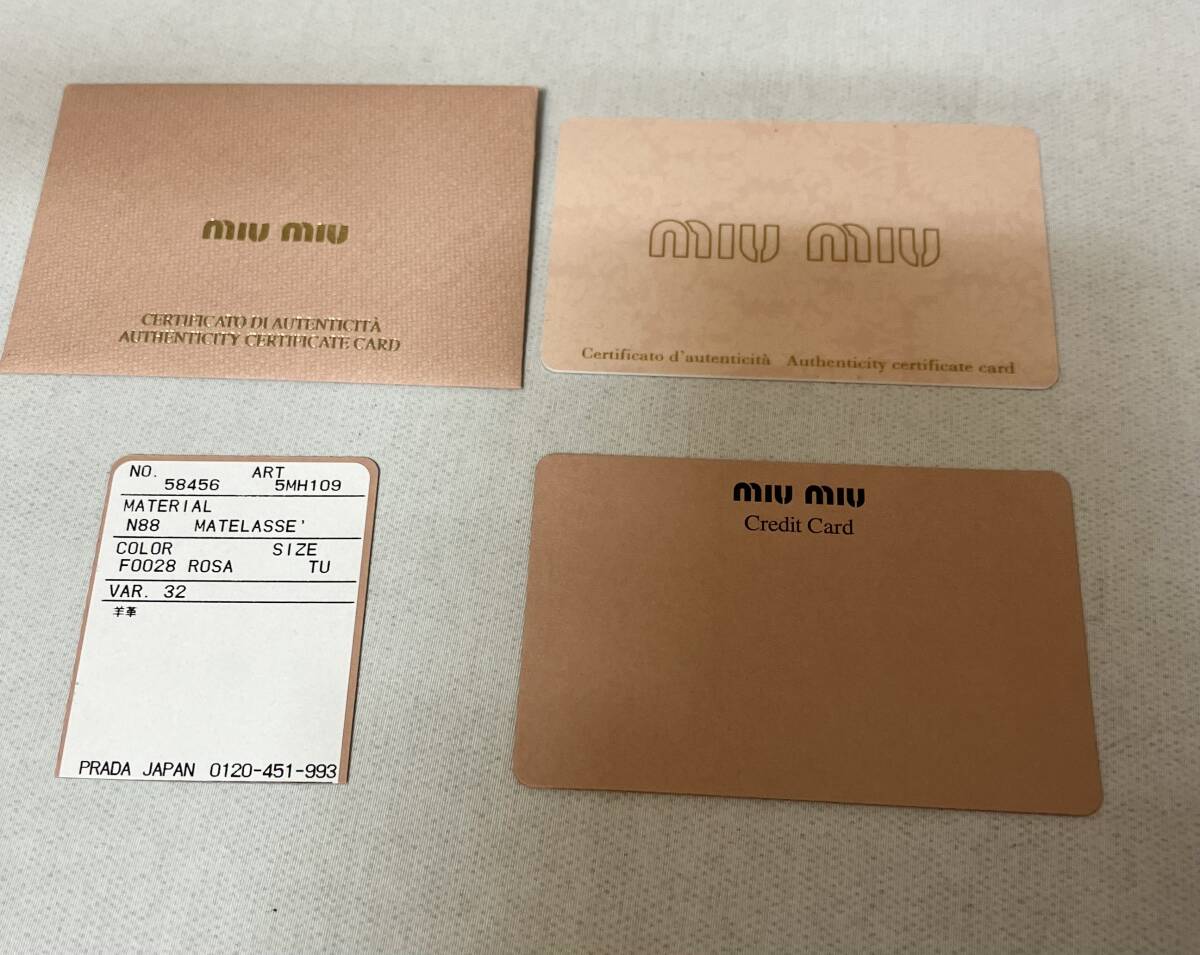 miu miu
CERTIFICATO DI AUTENTICITÀ
AUTHENTICITY CERTIFICATE CARD
miu miu
Certificato d'autenticità Authenticity certificate card
NO. ART
58456 5MH109
MATERIAL
N88 MATELASSE'
COLOR SIZE
F0028 ROSA TU
VAR. 32
羊革
PRADA JAPAN 0120-451-993
miu miu
Credit Card